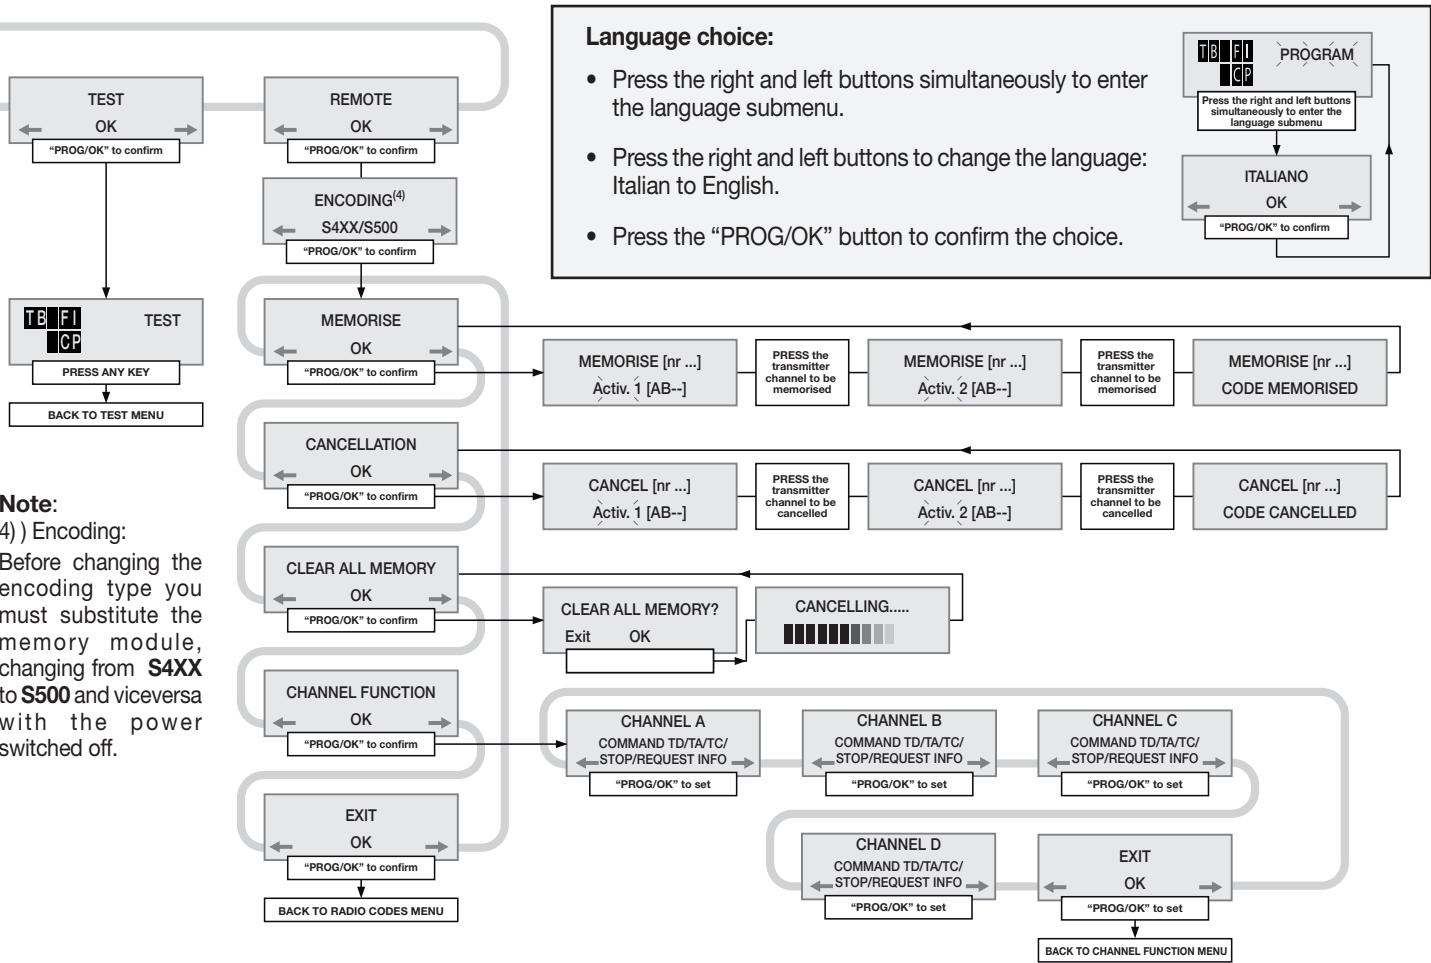 TEST
OK
“PROG/OK” to confirm
TB FI
CP
TEST
PRESS ANY KEY
BACK TO TEST MENU
Note:
4) ) Encoding:
Before changing the
encoding type you
must substitute the
memory module,
changing from S4XX
to S500 and viceversa
with the power
switched off.
REMOTE
OK
“PROG/OK” to confirm
ENCODING(4)
S4XX/S500
“PROG/OK” to confirm
MEMORISE
OK
“PROG/OK” to confirm
CANCELLATION
OK
“PROG/OK” to confirm
CLEAR ALL MEMORY
OK
“PROG/OK” to confirm
CHANNEL FUNCTION
OK
“PROG/OK” to confirm
EXIT
OK
“PROG/OK” to confirm
BACK TO RADIO CODES MENU
Language choice:
• Press the right and left buttons simultaneously to enter
the language submenu.
• Press the right and left buttons to change the language:
Italian to English.
• Press the “PROG/OK” button to confirm the choice.
TB FI
CP
PROGRAM
Press the right and left buttons
simultaneously to enter the
language submenu
ITALIANO
OK
“PROG/OK” to confirm
MEMORISE [nr ...]
Activ. 1 [AB--]
PRESS the
transmitter
channel to be
memorised
MEMORISE [nr ...]
Activ. 2 [AB--]
PRESS the
transmitter
channel to be
memorised
MEMORISE [nr ...]
CODE MEMORISED
CANCEL [nr ...]
Activ. 1 [AB--]
PRESS the
transmitter
channel to be
cancelled
CANCEL [nr ...]
Activ. 2 [AB--]
PRESS the
transmitter
channel to be
cancelled
CANCEL [nr ...]
CODE CANCELLED
CLEAR ALL MEMORY?
Exit OK
CANCELLING.....
CHANNEL A
COMMAND TD/TA/TC/
STOP/REQUEST INFO
“PROG/OK” to set
CHANNEL B
COMMAND TD/TA/TC/
STOP/REQUEST INFO
“PROG/OK” to set
CHANNEL C
COMMAND TD/TA/TC/
STOP/REQUEST INFO
“PROG/OK” to set
CHANNEL D
COMMAND TD/TA/TC/
STOP/REQUEST INFO
“PROG/OK” to set
EXIT
OK
“PROG/OK” to set
BACK TO CHANNEL FUNCTION MENU